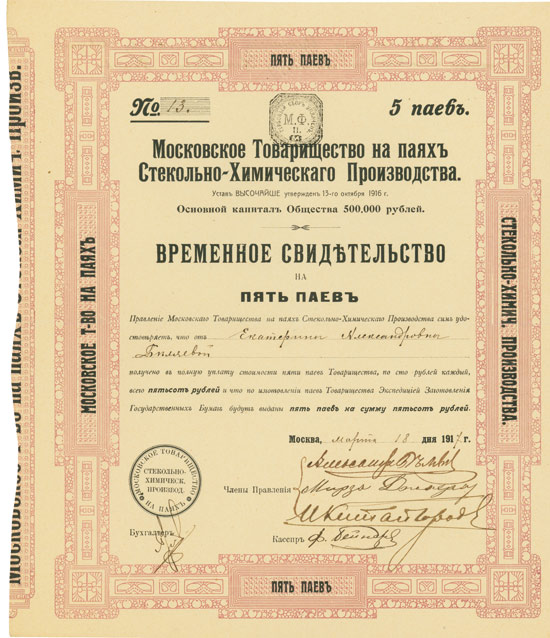 ПЯТЬ ПАЕВЪ
№ 13.
5 паевъ.
М.Ф.
Московское Товарищество на паяхъ
Стекольно-Химическаго Производства.
Уставъ ВЫСОЧАЙШЕ утвержденъ 13-го октября 1916 г.
Основной капиталъ Общества 500,000 рублей.
ВРЕМЕННОЕ СВИДѢТЕЛЬСТВО
НА
ПЯТЬ ПАЕВЪ
Правленіе Московскаго Товарищества на паяхъ Стекольно-Химическаго Производства симъ удо-
стовѣряетъ, что отъ Екатерины Александровны
получено въ полную уплату стоимости пяти паевъ Товарищества, по сто рублей каждый,
всего пятьсотъ рублей и что по изготовленіи паевъ Товарищества Экспедиціей Заготовленія
Государственныхъ Бумагъ будутъ выданы пять паевъ на сумму пятьсотъ рублей.
Москва, марта 18 дня 1917 г.
МОСКОВСКОЕ ТОВАРИЩЕСТВО
СТЕКОЛЬНО-
ХИМИЧЕСК.
ПРОИЗВОД.
НА ПАЯХЪ
Члены Правленія
Бухгалтеръ
Кассиръ
ПЯТЬ ПАЕВЪ
МОСКОВСКОЕ Т-ВО НА ПАЯХЪ
СТЕКОЛЬНО-ХИМИЧ. ПРОИЗВОДСТВА.